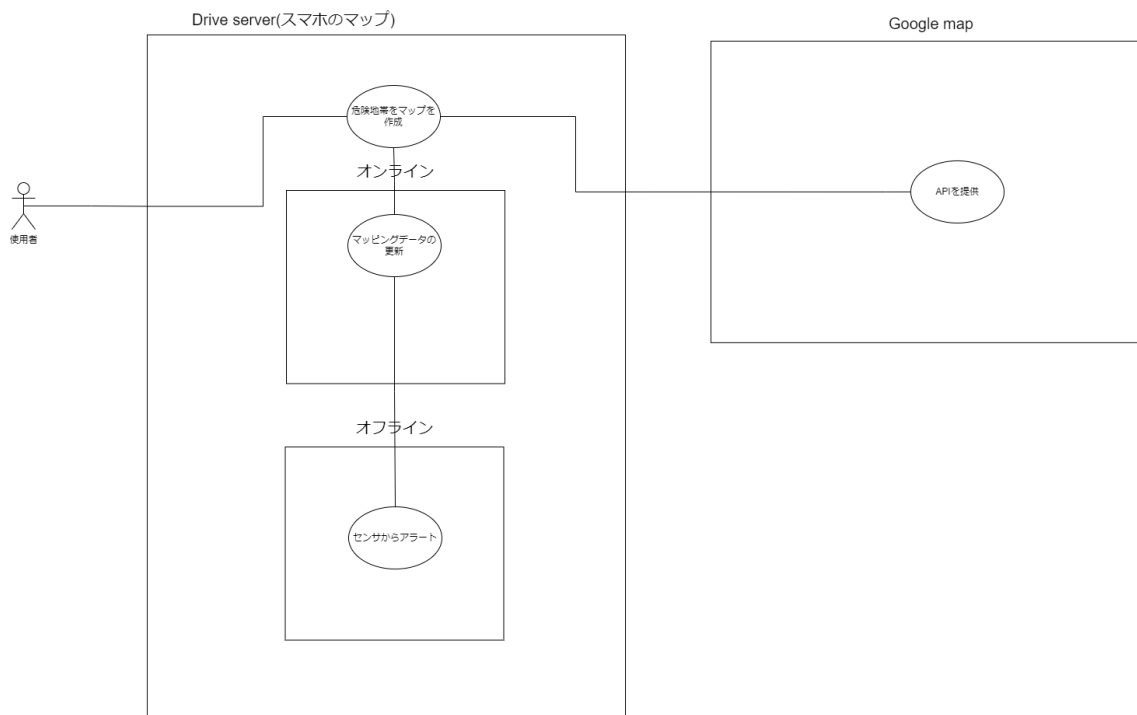 Drive server(スマホのマップ)
Google map
危険地帯をマップを
作成
オンライン
APIを提供
使用者
マッピングデータの
更新
オフライン
センサからアラート